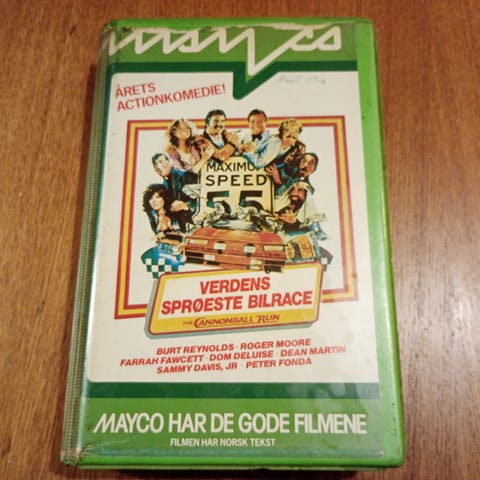 mayco
ÅRETS
ACTIONKOMEDIE!
MAXIMUM
SPEED
55
VERDENS
SPRØESTE BILRACE
THE CANNONBALL RUN
BURT REYNOLDS · ROGER MOORE
FARRAH FAWCETT · DOM DELUISE · DEAN MARTIN
SAMMY DAVIS, JR · PETER FONDA
MAYCO HAR DE GODE FILMENE
FILMEN HAR NORSK TEKST